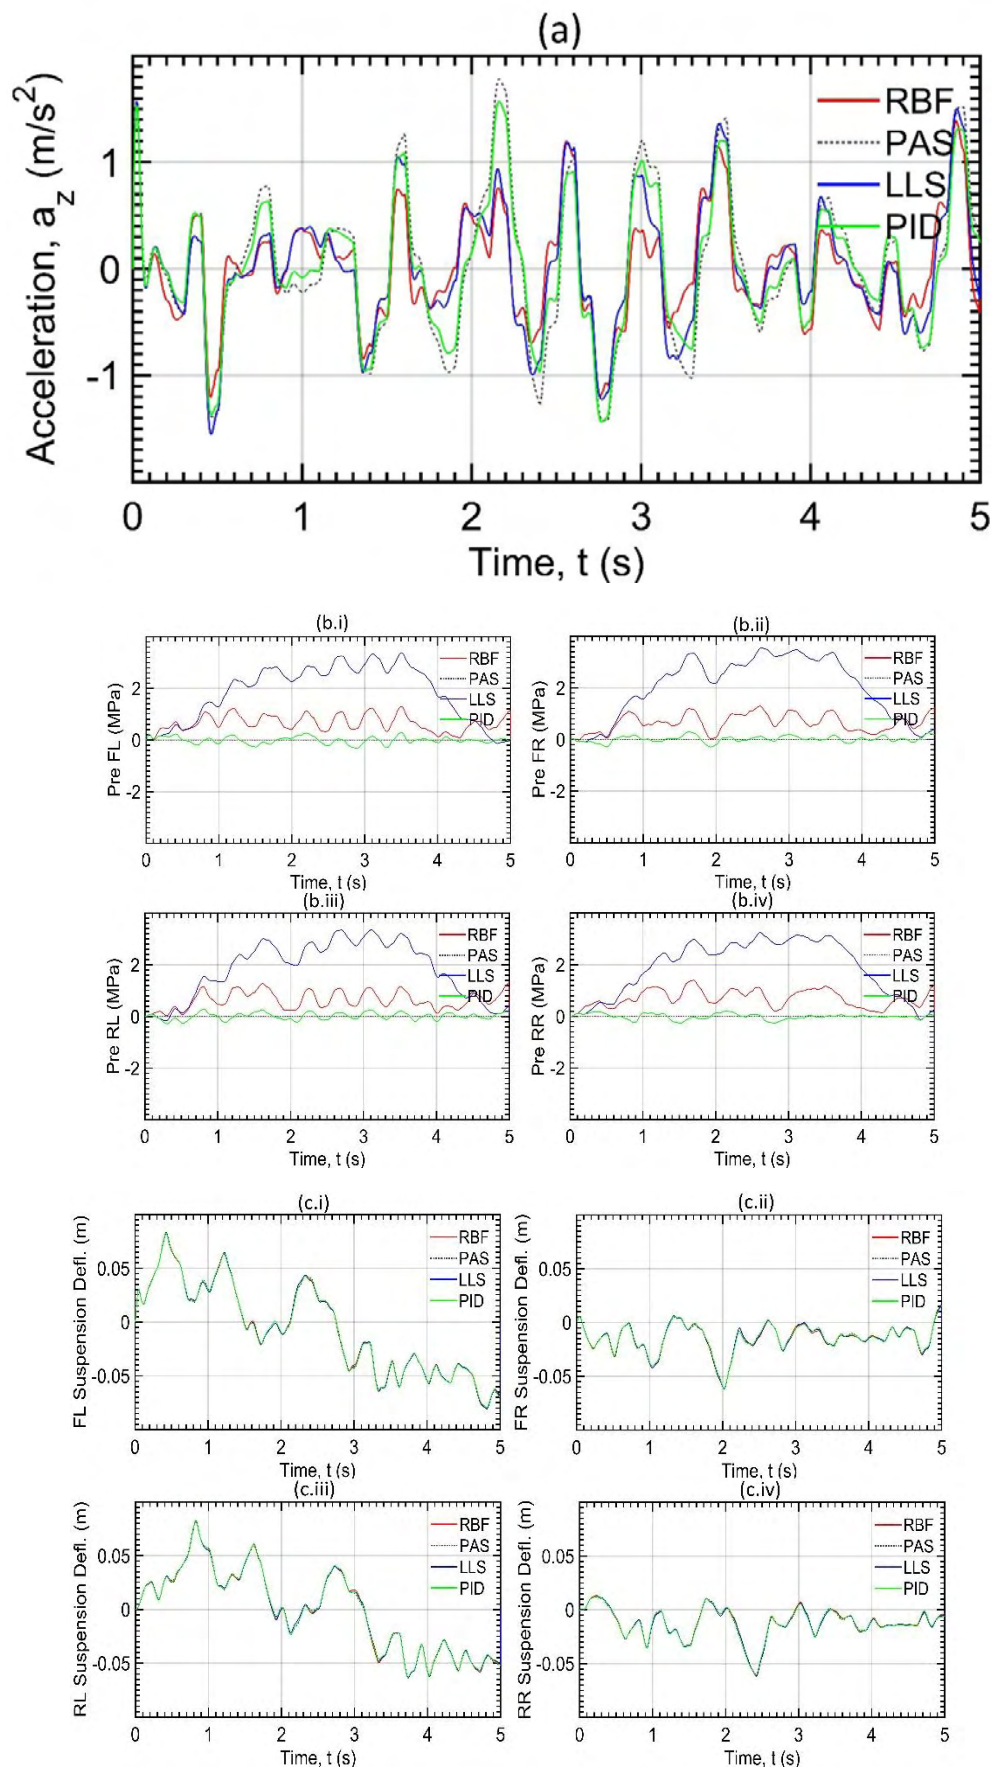 (a)
Acceleration, a_z (m/s²)
1
0
-1
RBF
PAS
LLS
PID
0 1 2 3 4 5
Time, t (s)
(b.i)
Pre FL (MPa)
2
0
-2
RBF
PAS
LLS
PID
0 1 2 3 4 5
Time, t (s)
(b.ii)
Pre FR (MPa)
2
0
-2
RBF
PAS
LLS
PID
0 1 2 3 4 5
Time, t (s)
(b.iii)
Pre RL (MPa)
2
0
-2
RBF
PAS
LLS
PID
0 1 2 3 4 5
Time, t (s)
(b.iv)
Pre RR (MPa)
2
0
-2
RBF
PAS
LLS
PID
0 1 2 3 4 5
Time, t (s)
(c.i)
FL Suspension Defl. (m)
0.05
0
-0.05
RBF
PAS
LLS
PID
0 1 2 3 4 5
Time, t (s)
(c.ii)
FR Suspension Defl. (m)
0.05
0
-0.05
RBF
PAS
LLS
PID
0 1 2 3 4 5
Time, t (s)
(c.iii)
RL Suspension Defl. (m)
0.05
0
-0.05
RBF
PAS
LLS
PID
0 1 2 3 4 5
Time, t (s)
(c.iv)
RR Suspension Defl. (m)
0.05
0
-0.05
RBF
PAS
LLS
PID
0 1 2 3 4 5
Time, t (s)